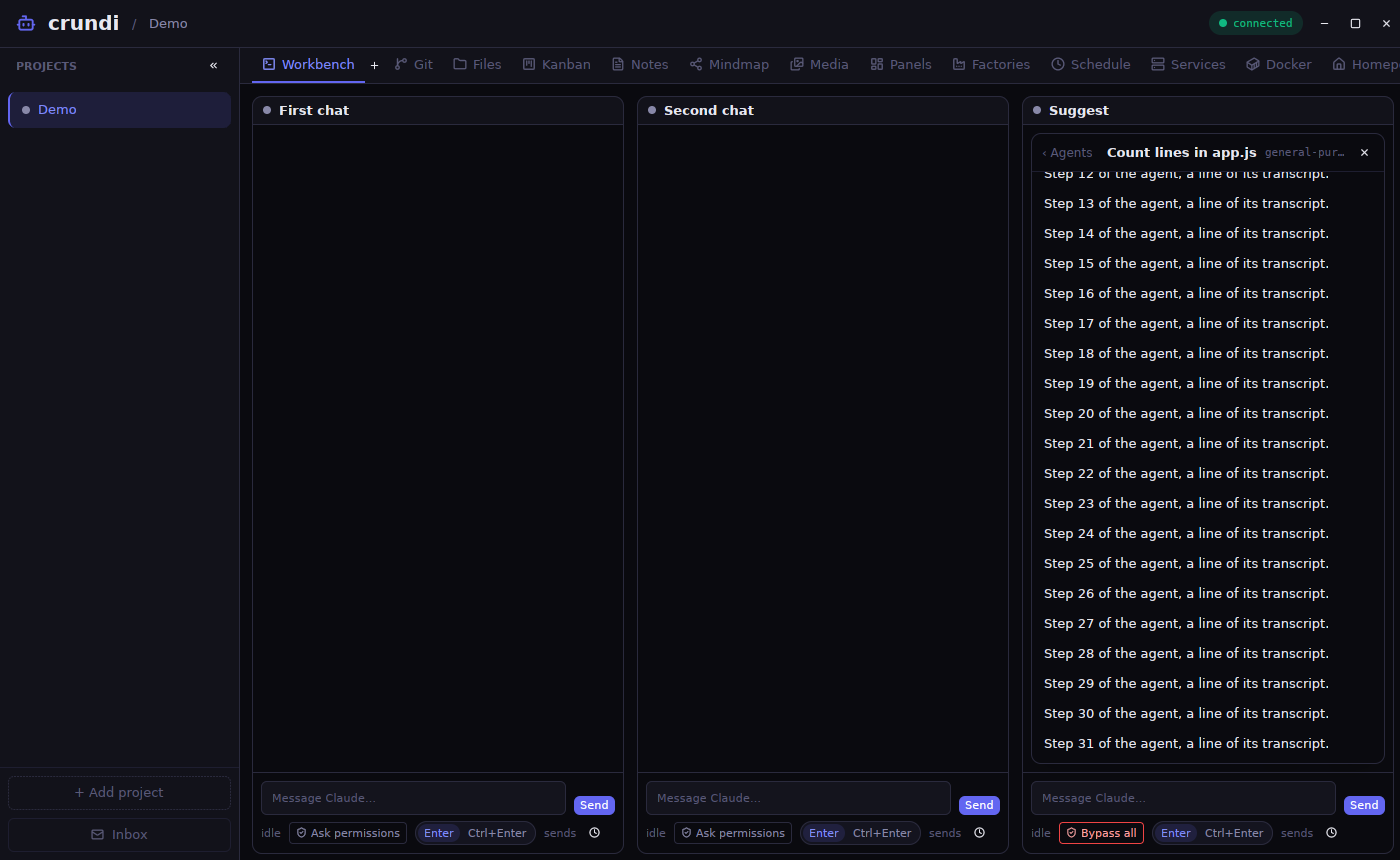 crundi / Demo
connected
PROJECTS «
Demo
+ Add project
Inbox
Workbench + Git Files Kanban Notes Mindmap Media Panels Factories Schedule Services Docker Homep
First chat
Message Claude...
Send
idle Ask permissions Enter Ctrl+Enter sends
Second chat
Message Claude...
Send
idle Ask permissions Enter Ctrl+Enter sends
Suggest
‹ Agents Count lines in app.js general-pur…
Step 12 of the agent, a line of its transcript.
Step 13 of the agent, a line of its transcript.
Step 14 of the agent, a line of its transcript.
Step 15 of the agent, a line of its transcript.
Step 16 of the agent, a line of its transcript.
Step 17 of the agent, a line of its transcript.
Step 18 of the agent, a line of its transcript.
Step 19 of the agent, a line of its transcript.
Step 20 of the agent, a line of its transcript.
Step 21 of the agent, a line of its transcript.
Step 22 of the agent, a line of its transcript.
Step 23 of the agent, a line of its transcript.
Step 24 of the agent, a line of its transcript.
Step 25 of the agent, a line of its transcript.
Step 26 of the agent, a line of its transcript.
Step 27 of the agent, a line of its transcript.
Step 28 of the agent, a line of its transcript.
Step 29 of the agent, a line of its transcript.
Step 30 of the agent, a line of its transcript.
Step 31 of the agent, a line of its transcript.
Message Claude...
Send
idle Bypass all Enter Ctrl+Enter sends